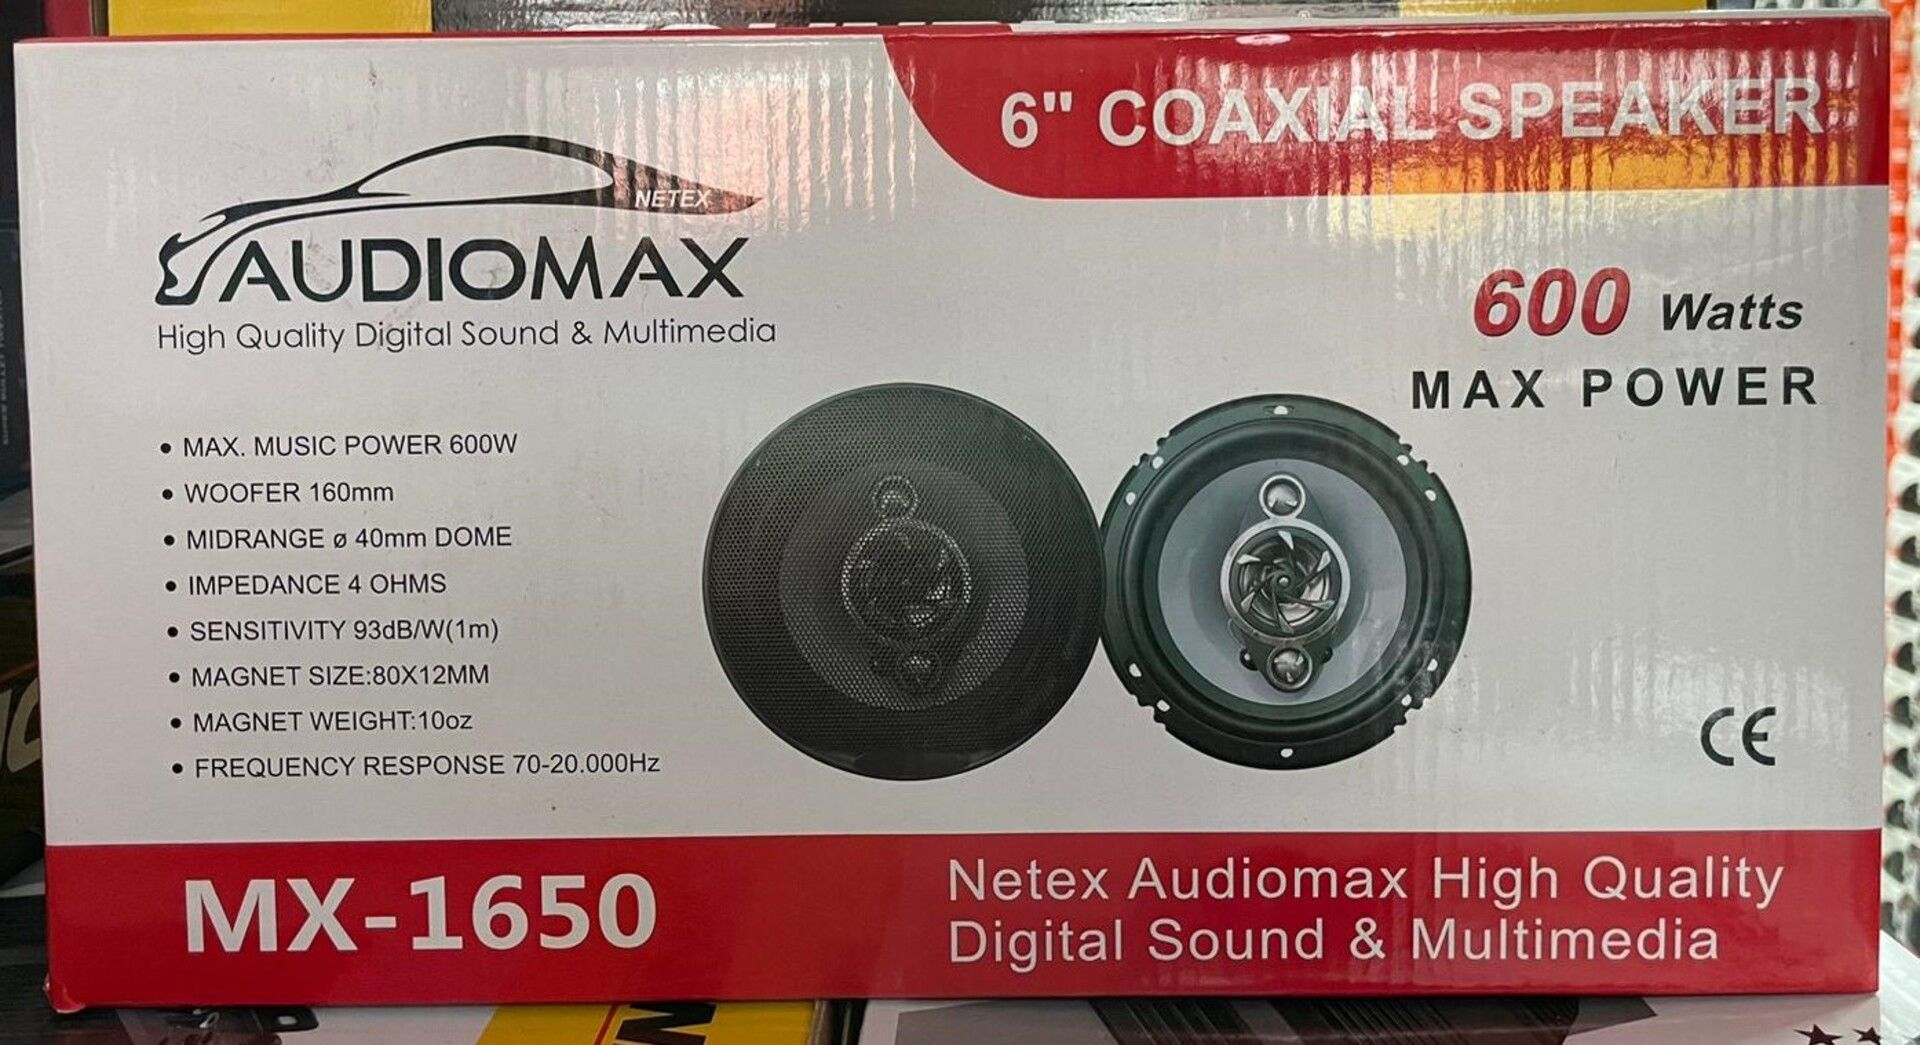 6" COAXIAL SPEAKER
NETEX
AUDIOMAX
High Quality Digital Sound & Multimedia
600 Watts
MAX POWER
• MAX. MUSIC POWER 600W
• WOOFER 160mm
• MIDRANGE ø 40mm DOME
• IMPEDANCE 4 OHMS
• SENSITIVITY 93dB/W(1m)
• MAGNET SIZE:80X12MM
• MAGNET WEIGHT:10oz
• FREQUENCY RESPONSE 70-20.000Hz
CE
MX-1650
Netex Audiomax High Quality
Digital Sound & Multimedia